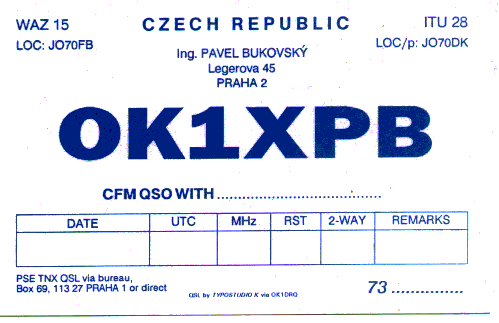 WAZ 15 CZECH REPUBLIC ITU 28
LOC: JO70FB LOC/p: JO70DK
Ing. PAVEL BUKOVSKÝ
Legerova 45
PRAHA 2
OK1XPB
CFM QSO WITH ....................................
DATE UTC MHz RST 2-WAY REMARKS
PSE TNX QSL via bureau,
Box 69, 113 27 PRAHA 1 or direct
QSL by TYPOSTUDIO K via OK1DRQ
73 ...............